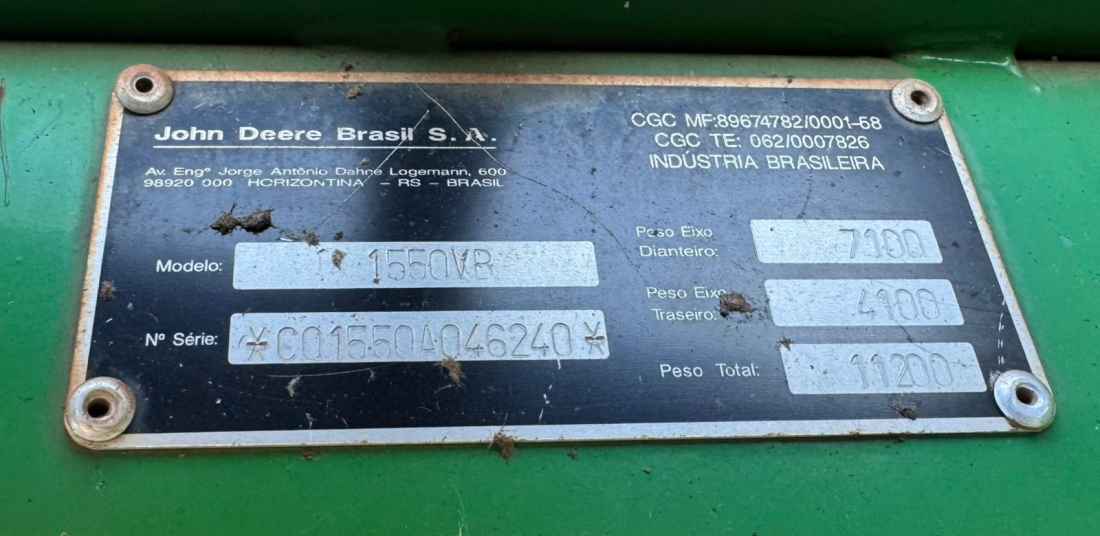 John Deere Brasil S.A.
Av. Engº Jorge Antônio Dahne Logemann, 600
98920 000 HORIZONTINA - RS - BRASIL
CGC MF:89674782/0001-68
CGC TE: 062/0007826
INDÚSTRIA BRASILEIRA
Modelo: 1550VB
Nº Série: *CQ1550A046240*
Peso Eixo
Dianteiro: 7100
Peso Eixo
Traseiro: 4100
Peso Total: 11200